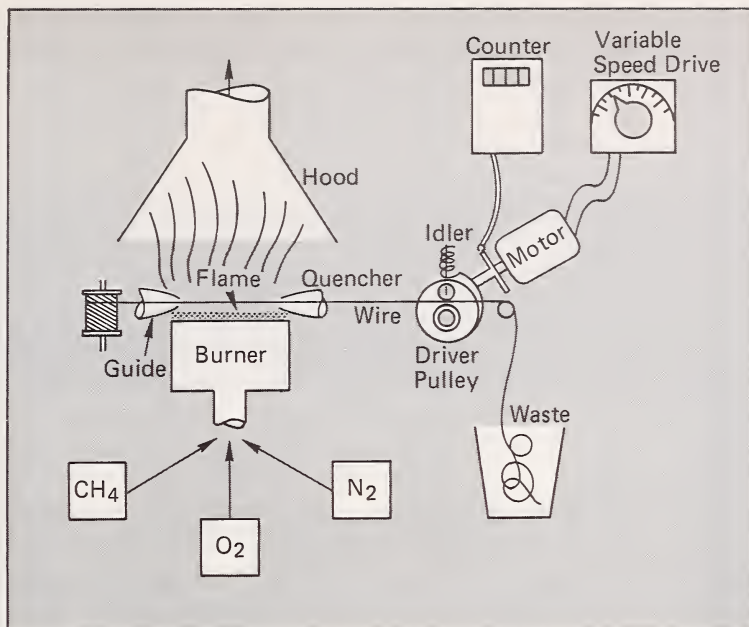 Counter
Variable
Speed Drive
Hood
Idler
Motor
Flame
Quencher
Wire
Guide
Burner
Driver
Pulley
Waste
CH4
N2
O2